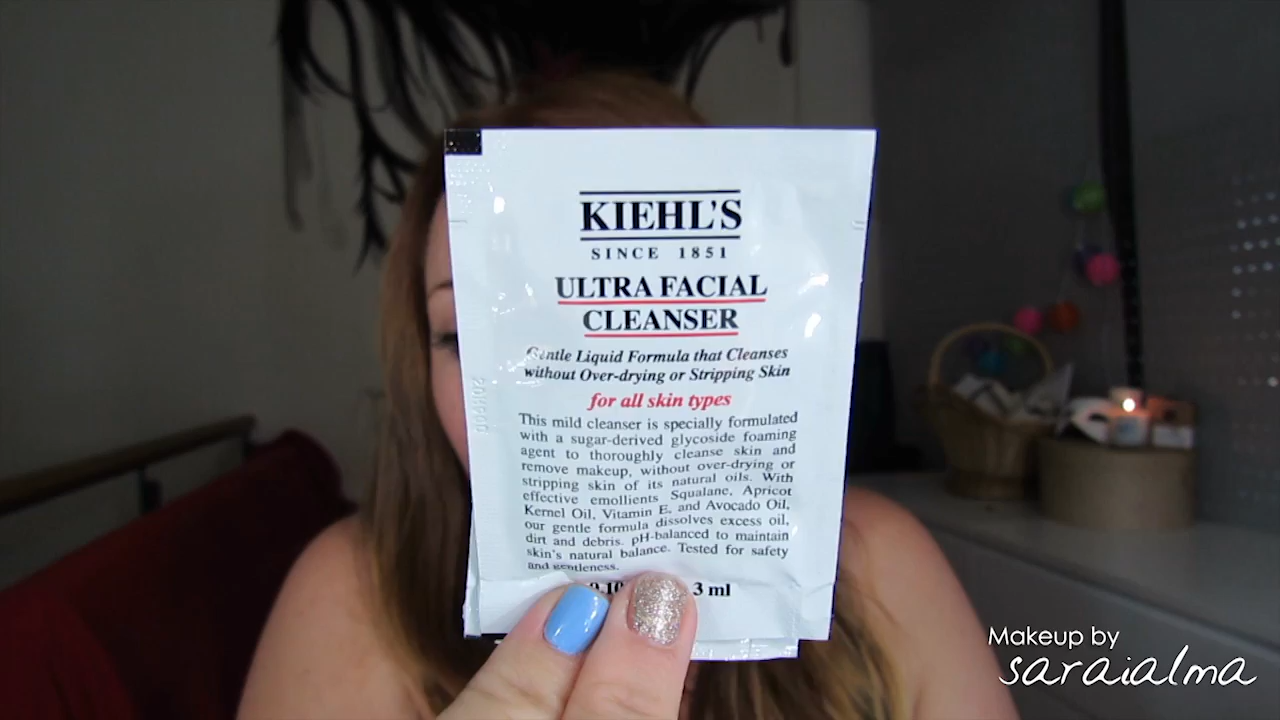 KIEHL'S
SINCE 1851
ULTRA FACIAL
CLEANSER
Gentle Liquid Formula that Cleanses
without Over-drying or Stripping Skin
for all skin types
This mild cleanser is specially formulated
with a sugar-derived glycoside foaming
agent to thoroughly cleanse skin and
remove makeup, without over-drying or
stripping skin of its natural oils. With
effective emollients Squalane, Apricot
Kernel Oil, Vitamin E, and Avocado Oil,
our gentle formula dissolves excess oil,
dirt and debris. pH-balanced to maintain
skin's natural balance. Tested for safety
and gentleness.
3 ml
Makeup by
saraialma